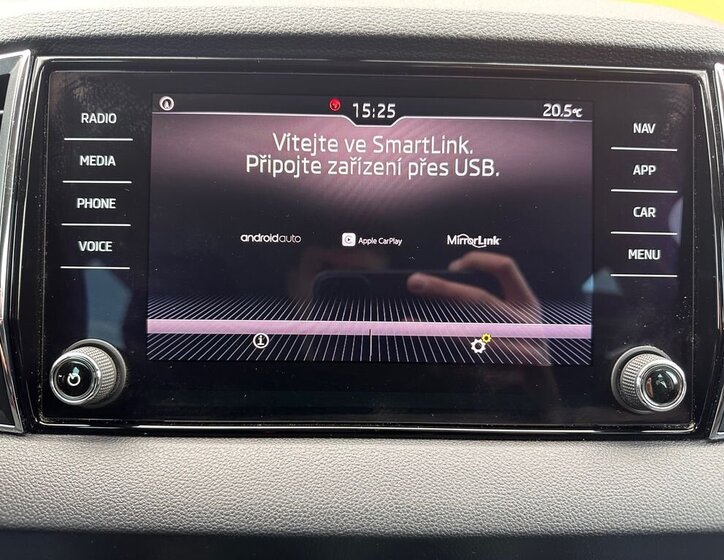 15:25
20.5°C
Vítejte ve SmartLink.
Připojte zařízení přes USB.
androidauto
Apple CarPlay
MirrorLink
RADIO
MEDIA
PHONE
VOICE
NAV
APP
CAR
MENU